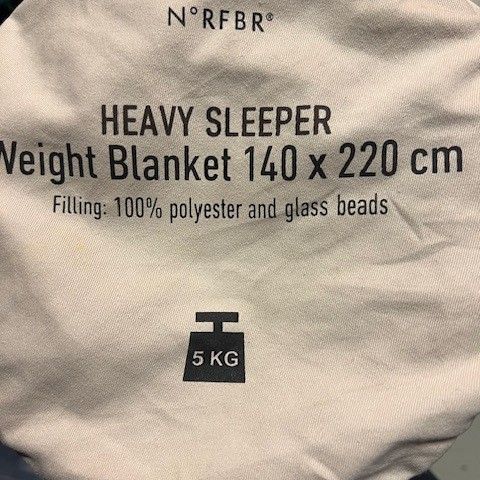 N°RFBR®
HEAVY SLEEPER
Weight Blanket 140 x 220 cm
Filling: 100% polyester and glass beads
5 KG